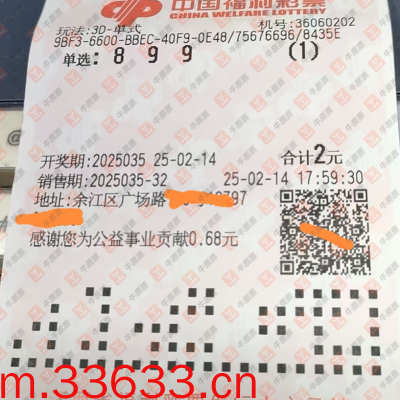 中国福利彩票
CHINA WELFARE LOTTERY
玩法:3D-单式 机号:36060202
9BF3-6600-BBEC-40F9-0E48/75676696/8435E
单选: 8 9 9 (1)
开奖期:2025035 25-02-14 合计2元
销售期:2025035-32 25-02-14 17:59:30
地址:余江区广场路
感谢您为公益事业贡献0.68元
m.33633.cn